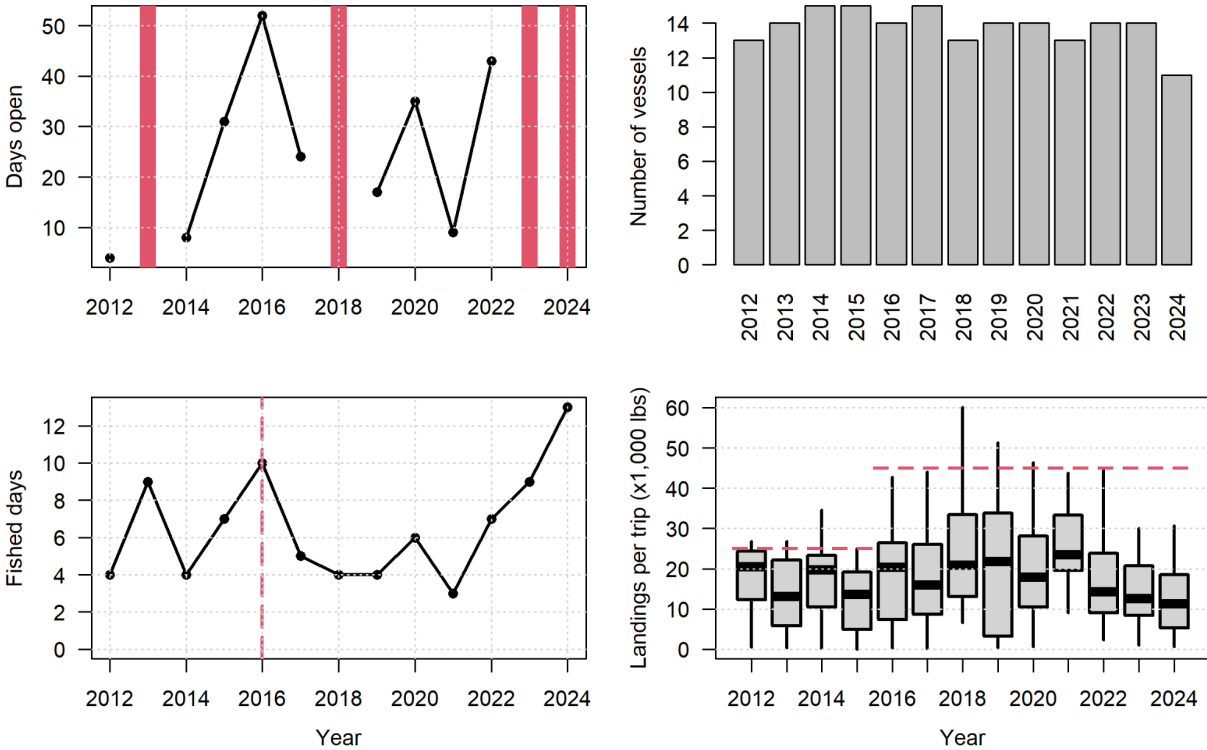 Days open
50
40
30
20
10
2012 2014 2016 2018 2020 2022 2024
Number of vessels
14
12
10
8
6
4
2
0
2012 2013 2014 2015 2016 2017 2018 2019 2020 2021 2022 2023 2024
Fished days
12
10
8
6
4
2
0
2012 2014 2016 2018 2020 2022 2024
Year
Landings per trip (x1,000 lbs)
60
50
40
30
20
10
0
2012 2014 2016 2018 2020 2022 2024
Year